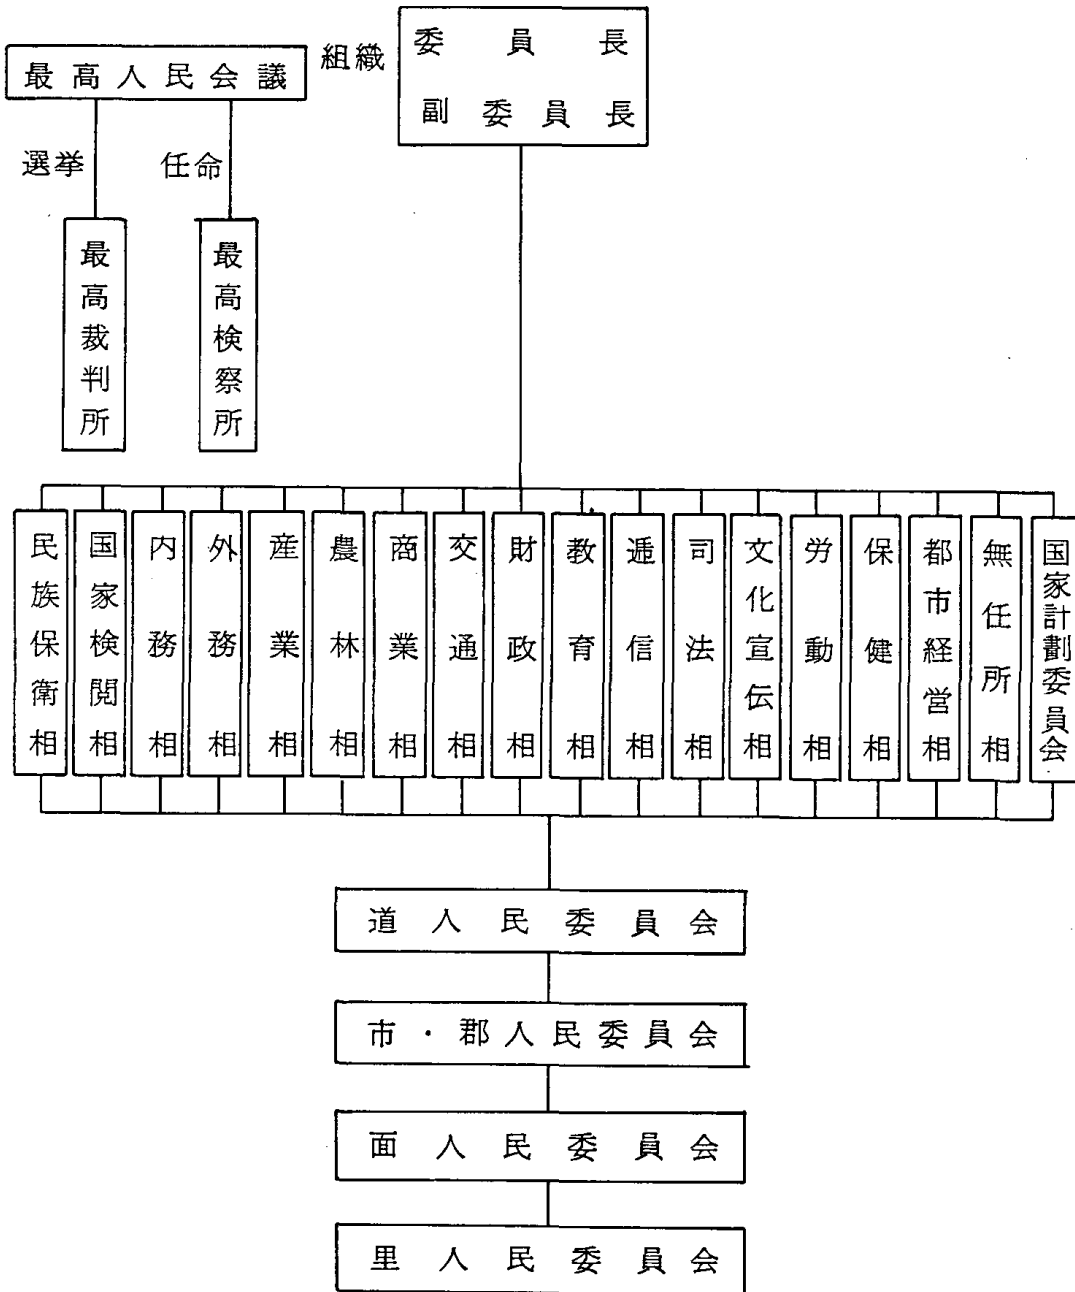 最高人民会議
組織
委員長
副委員長
選挙
任命
最高裁判所
最高検察所
民族保衛相
国家検閲相
内務相
外務相
産業相
農林相
商業相
交通相
財政相
教育相
逓信相
司法相
文化宣伝相
労動相
保健相
都市経営相
無任所相
国家計劃委員会
道人民委員会
市・郡人民委員会
面人民委員会
里人民委員会